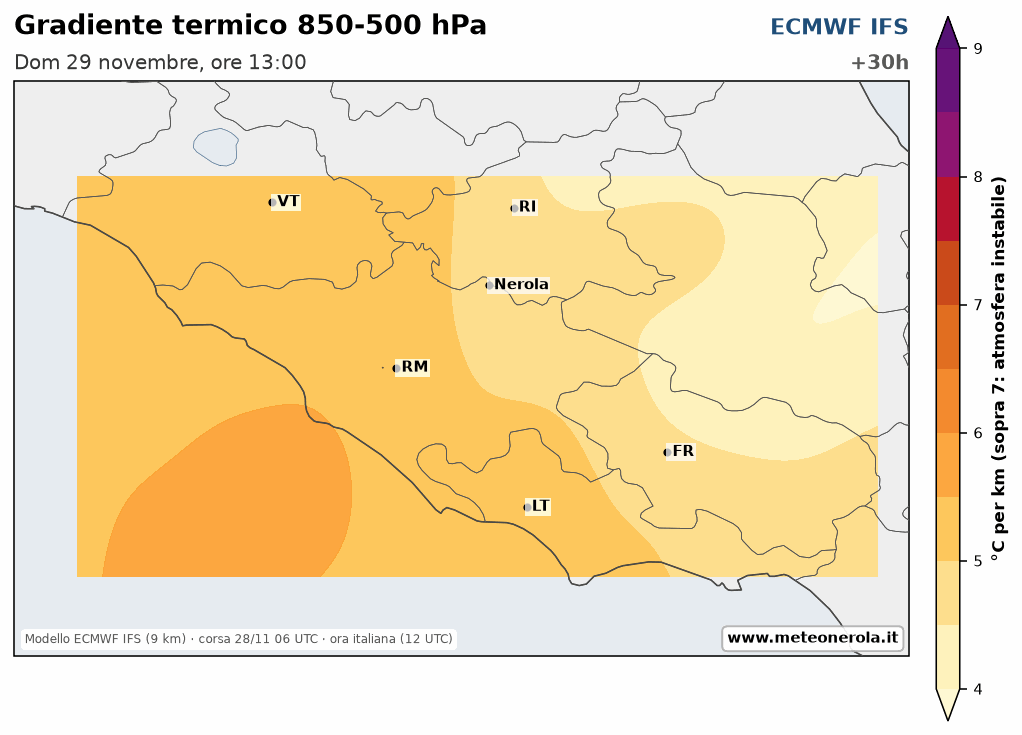 Gradiente termico 850-500 hPa
ECMWF IFS
Dom 29 novembre, ore 13:00
+30h
VT
RI
Nerola
RM
FR
LT
Modello ECMWF IFS (9 km) · corsa 28/11 06 UTC · ora italiana (12 UTC)
www.meteonerola.it
9
8
7
6
5
4
°C per km (sopra 7: atmosfera instabile)